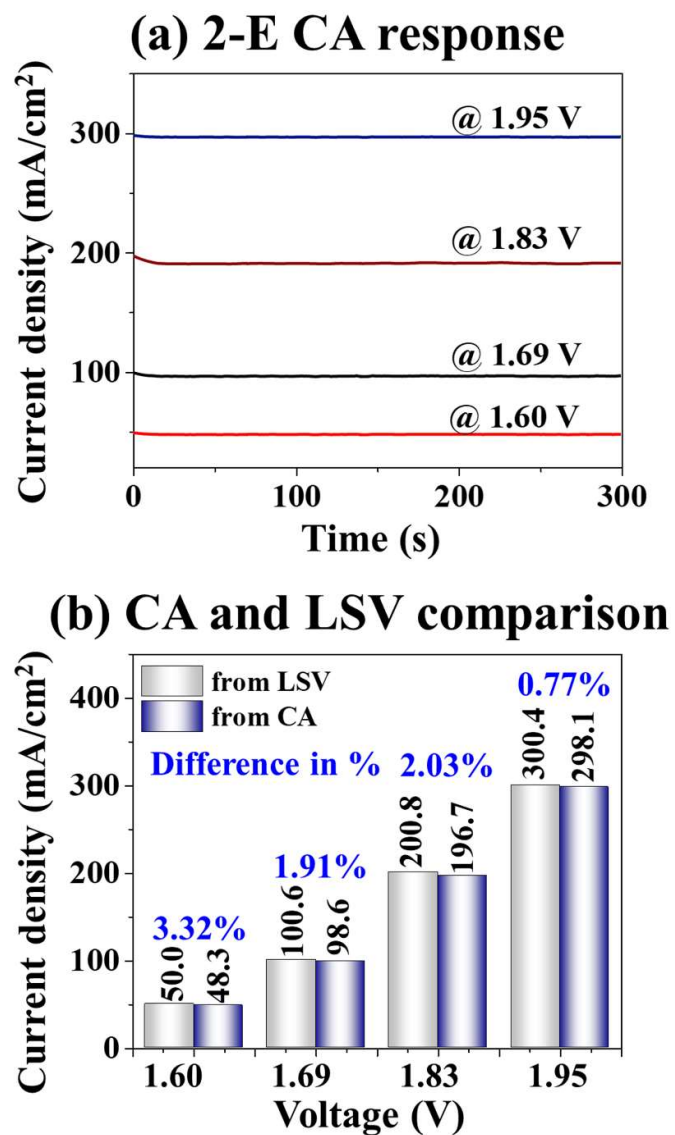 (a) 2-E CA response
Current density (mA/cm²)
300
200
100
@ 1.95 V
@ 1.83 V
@ 1.69 V
@ 1.60 V
0 100 200 300
Time (s)
(b) CA and LSV comparison
Current density (mA/cm²)
400
300
200
100
0
from LSV
from CA
Difference in %
3.32%
1.91%
2.03%
0.77%
50.0
48.3
100.6
98.6
200.8
196.7
300.4
298.1
1.60 1.69 1.83 1.95
Voltage (V)